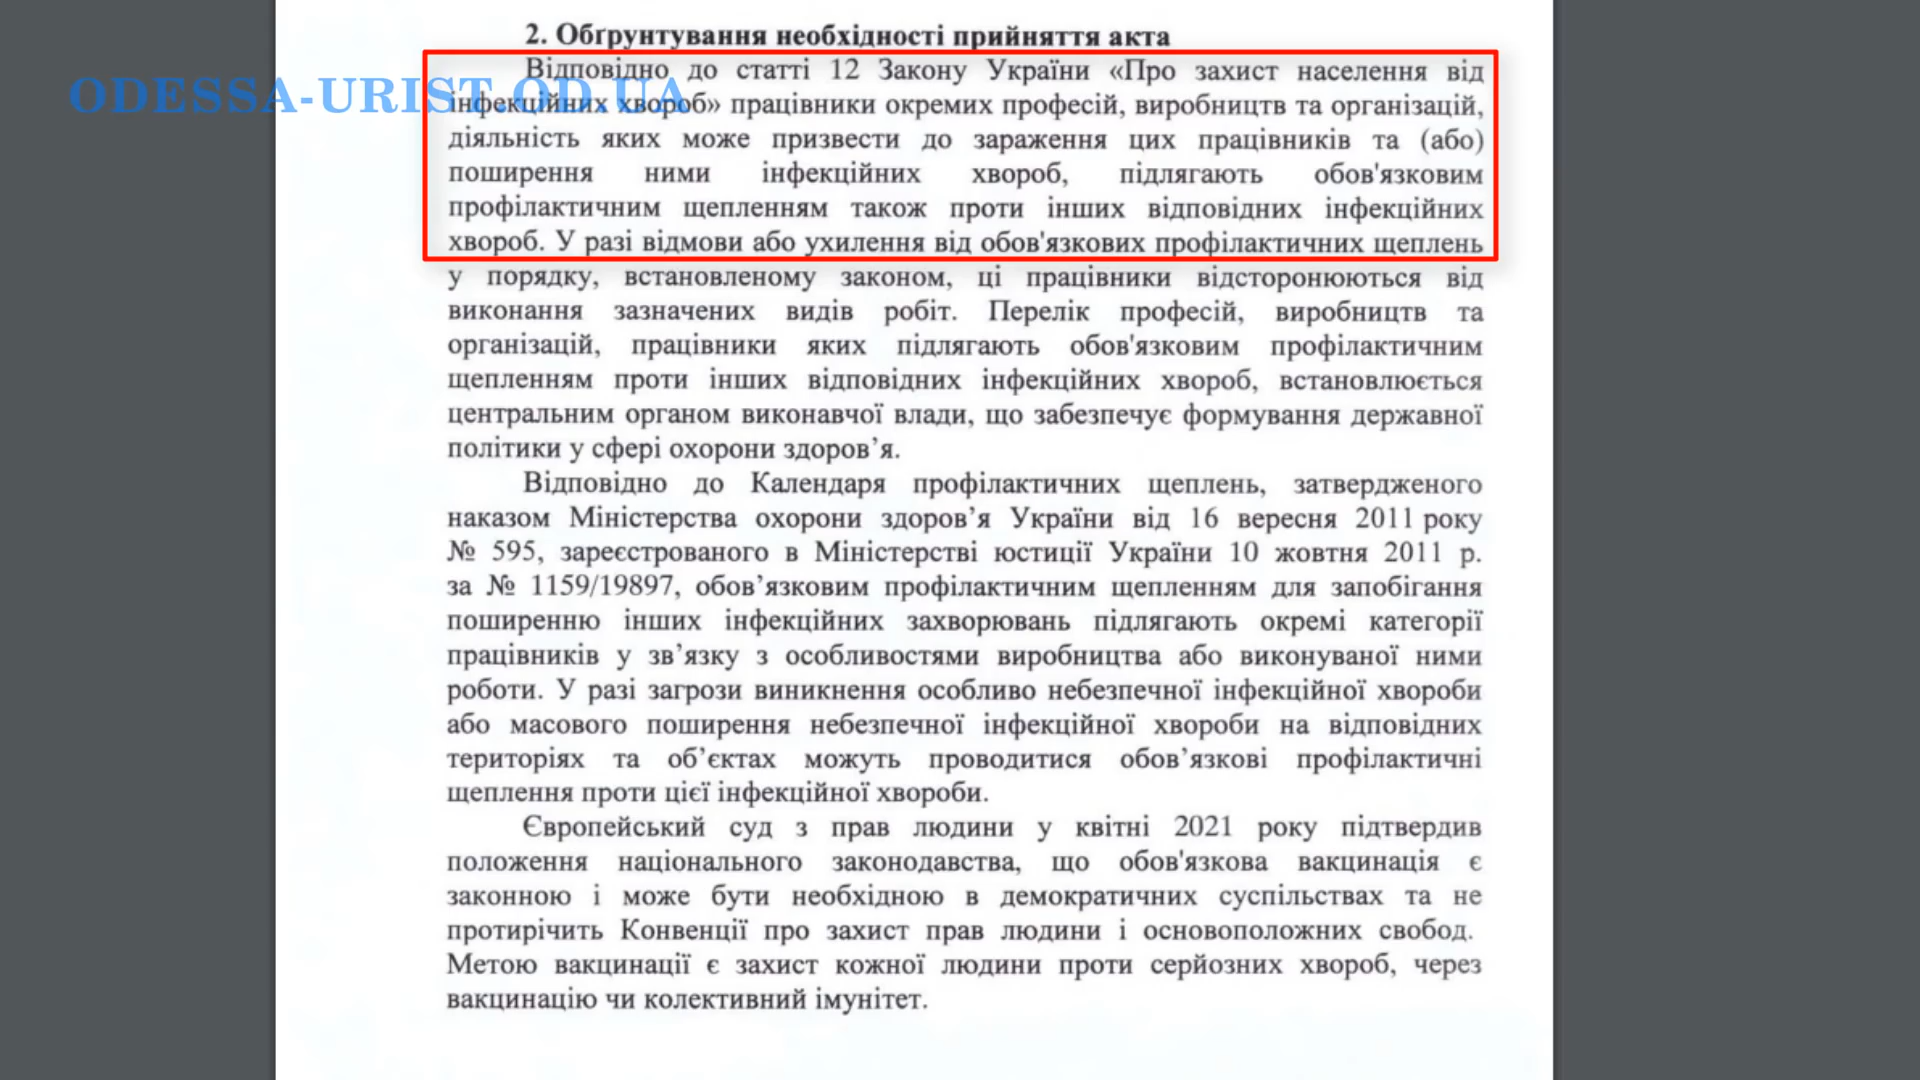 2. Обґрунтування необхідності прийняття акта
Відповідно до статті 12 Закону України «Про захист населення від
ODESSA-URIST.OD.UA
інфекційних хвороб» працівники окремих професій, виробництв та організацій,
діяльність яких може призвести до зараження цих працівників та (або)
поширення ними інфекційних хвороб, підлягають обов'язковим
профілактичним щепленням також проти інших відповідних інфекційних
хвороб. У разі відмови або ухилення від обов'язкових профілактичних щеплень
у порядку, встановленому законом, ці працівники відсторонюються від
виконання зазначених видів робіт. Перелік професій, виробництв та
організацій, працівники яких підлягають обов'язковим профілактичним
щепленням проти інших відповідних інфекційних хвороб, встановлюється
центральним органом виконавчої влади, що забезпечує формування державної
політики у сфері охорони здоров’я.
Відповідно до Календаря профілактичних щеплень, затвердженого
наказом Міністерства охорони здоров’я України від 16 вересня 2011 року
№ 595, зареєстрованого в Міністерстві юстиції України 10 жовтня 2011 р.
за № 1159/19897, обов’язковим профілактичним щепленням для запобігання
поширенню інших інфекційних захворювань підлягають окремі категорії
працівників у зв’язку з особливостями виробництва або виконуваної ними
роботи. У разі загрози виникнення особливо небезпечної інфекційної хвороби
або масового поширення небезпечної інфекційної хвороби на відповідних
територіях та об’єктах можуть проводитися обов’язкові профілактичні
щеплення проти цієї інфекційної хвороби.
Європейський суд з прав людини у квітні 2021 року підтвердив
положення національного законодавства, що обов'язкова вакцинація є
законною і може бути необхідною в демократичних суспільствах та не
протирічить Конвенції про захист прав людини і основоположних свобод.
Метою вакцинації є захист кожної людини проти серйозних хвороб, через
вакцинацію чи колективний імунітет.